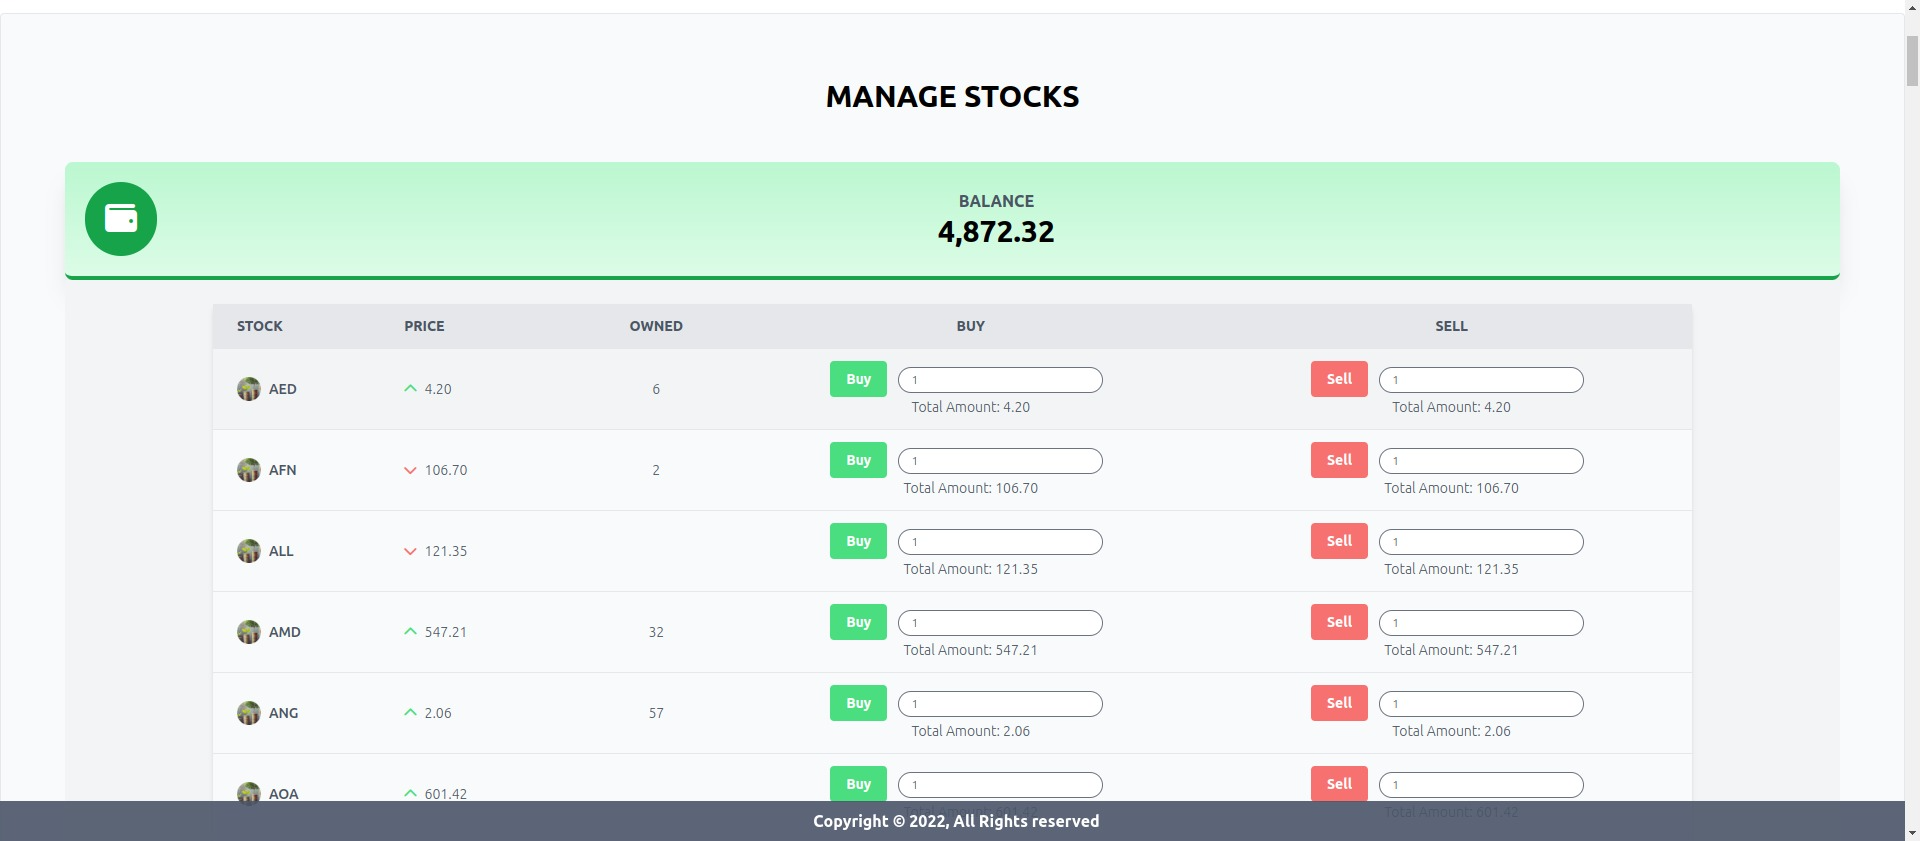 MANAGE STOCKS
BALANCE
4,872.32
STOCK PRICE OWNED BUY SELL
AED 4.20 6 Buy 1 Sell 1
Total Amount: 4.20 Total Amount: 4.20
AFN 106.70 2 Buy 1 Sell 1
Total Amount: 106.70 Total Amount: 106.70
ALL 121.35 Buy 1 Sell 1
Total Amount: 121.35 Total Amount: 121.35
AMD 547.21 32 Buy 1 Sell 1
Total Amount: 547.21 Total Amount: 547.21
ANG 2.06 57 Buy 1 Sell 1
Total Amount: 2.06 Total Amount: 2.06
AOA 601.42 Buy 1 Sell 1
Total Amount: 601.42 Total Amount: 601.42
Copyright © 2022, All Rights reserved